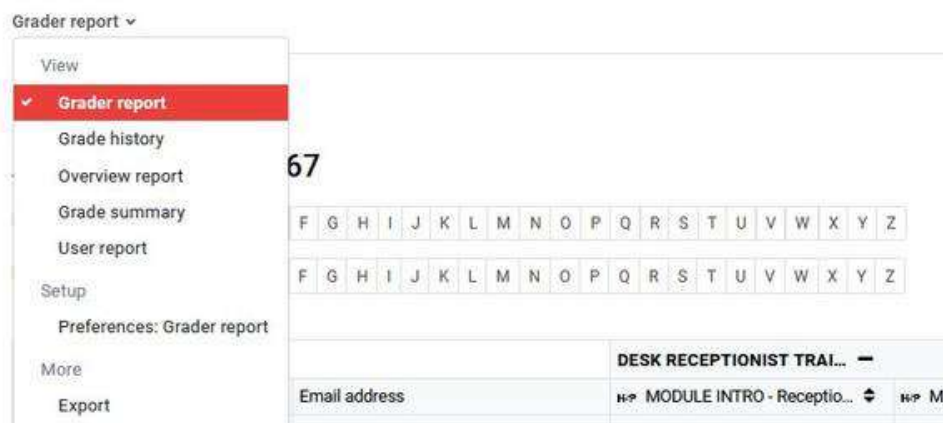 Grader report
View
Grader report
Grade history
67
Overview report
Grade summary
F G H I J K L M N O P Q R S T U V W X Y Z
User report
F G H I J K L M N O P Q R S T U V W X Y Z
Setup
Preferences: Grader report
DESK RECEPTIONIST TRAI...
More
Export
Email address
H-P MODULE INTRO - Receptio... H-P M